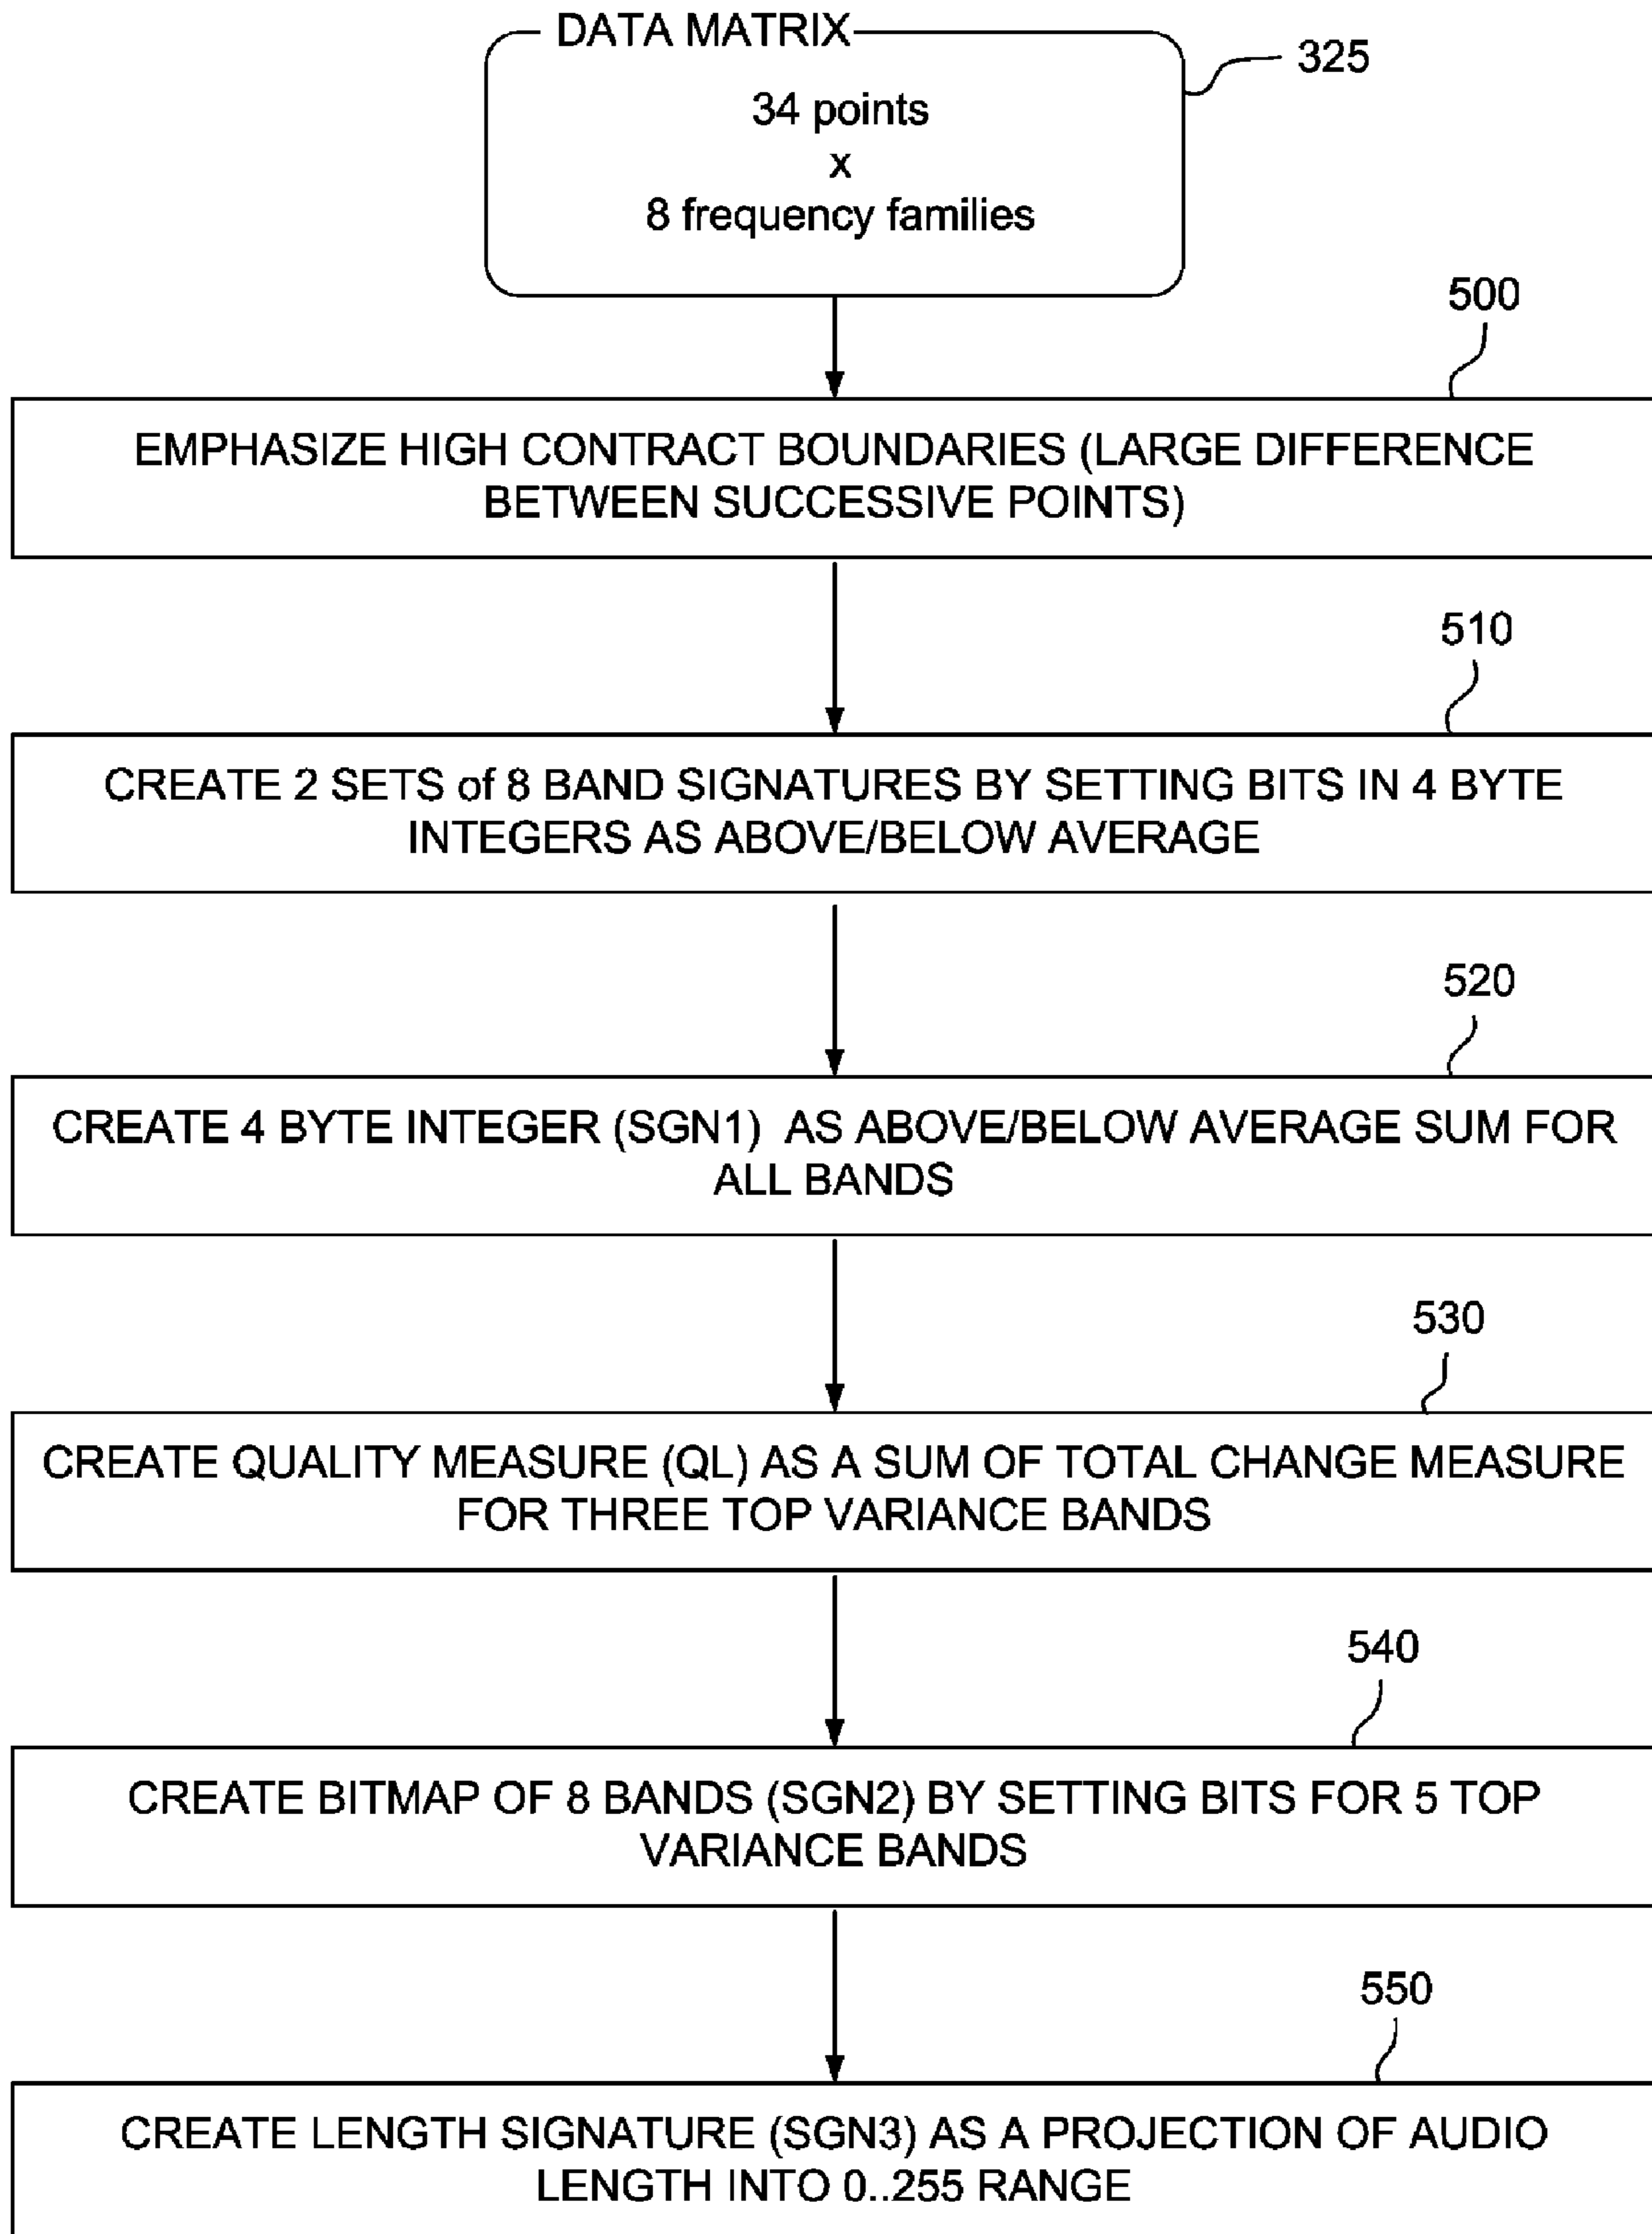 DATA MATRIX
325
34 points
x
8 frequency families
500
EMPHASIZE HIGH CONTRACT BOUNDARIES (LARGE DIFFERENCE
BETWEEN SUCCESSIVE POINTS)
510
CREATE 2 SETS of 8 BAND SIGNATURES BY SETTING BITS IN 4 BYTE
INTEGERS AS ABOVE/BELOW AVERAGE
520
CREATE 4 BYTE INTEGER (SGN1) AS ABOVE/BELOW AVERAGE SUM FOR
ALL BANDS
530
CREATE QUALITY MEASURE (QL) AS A SUM OF TOTAL CHANGE MEASURE
FOR THREE TOP VARIANCE BANDS
540
CREATE BITMAP OF 8 BANDS (SGN2) BY SETTING BITS FOR 5 TOP
VARIANCE BANDS
550
CREATE LENGTH SIGNATURE (SGN3) AS A PROJECTION OF AUDIO
LENGTH INTO 0..255 RANGE